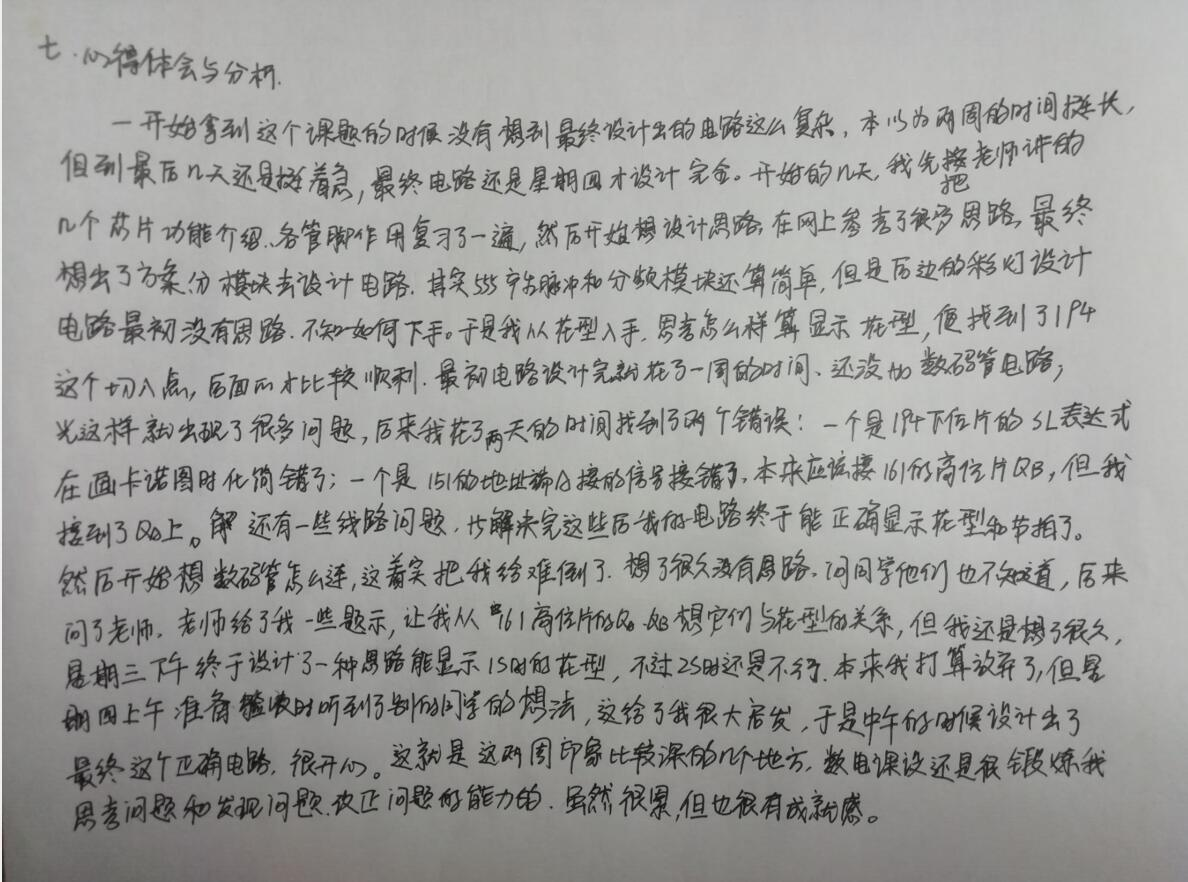 七.心得体会与分析.
一开始拿到这个课题的时候没有想到最终设计出的电路这么复杂,本以为两周的时间挺长,
但到最后几天还是挺着急,最终电路还是星期四才设计完全。开始的几天,我先把老师讲的
几个芯片功能介绍、各管脚作用复习了一遍,然后开始想设计思路,在网上参考了很多思路,最终
想出了方案,分模块去设计电路.其实555字脉冲和分频模块还算简单,但是后边的彩灯设计
电路最初没有思路.不知如何下手。于是我从花型入手,思考怎么样算显示花型,便找到了194
这个切入点,后面的才比较顺利.最初电路设计完就花了一周的时间、还没加数码管电路,
光这样就出现了很多问题,后来我花了两天的时间找到了两个错误:一个是194下位片的SL表达式
在画卡诺图时化简错了;一个是151的地址端A接的信号接错了.本来应该接161的高位片QB,但我
接到了QD上。解还有一些线路问题.解决完这些后我的电路终于能正确显示花型和节拍了。
然后开始想数码管怎么连,这着实把我给难倒了.想了很久没有思路.问同学他们也不知道,后来
问了老师.老师给了我一些题示,让我从161高位片的QD QB想它们与花型的关系,但我还是想了很久,
星期三下午终于设计了一种思路能显示1S时的花型,不过2S时还是不行.本来我打算放弃了,但星
期四上午准备验收时听到了别的同学的想法,这给了我很大启发,于是中午的时候设计出了
最终这个正确电路.很开心。这就是这两周印象比较深的几个地方.数电课设还是很锻炼我
思考问题和发现问题.改正问题的能力的.虽然很累,但也很有成就感。